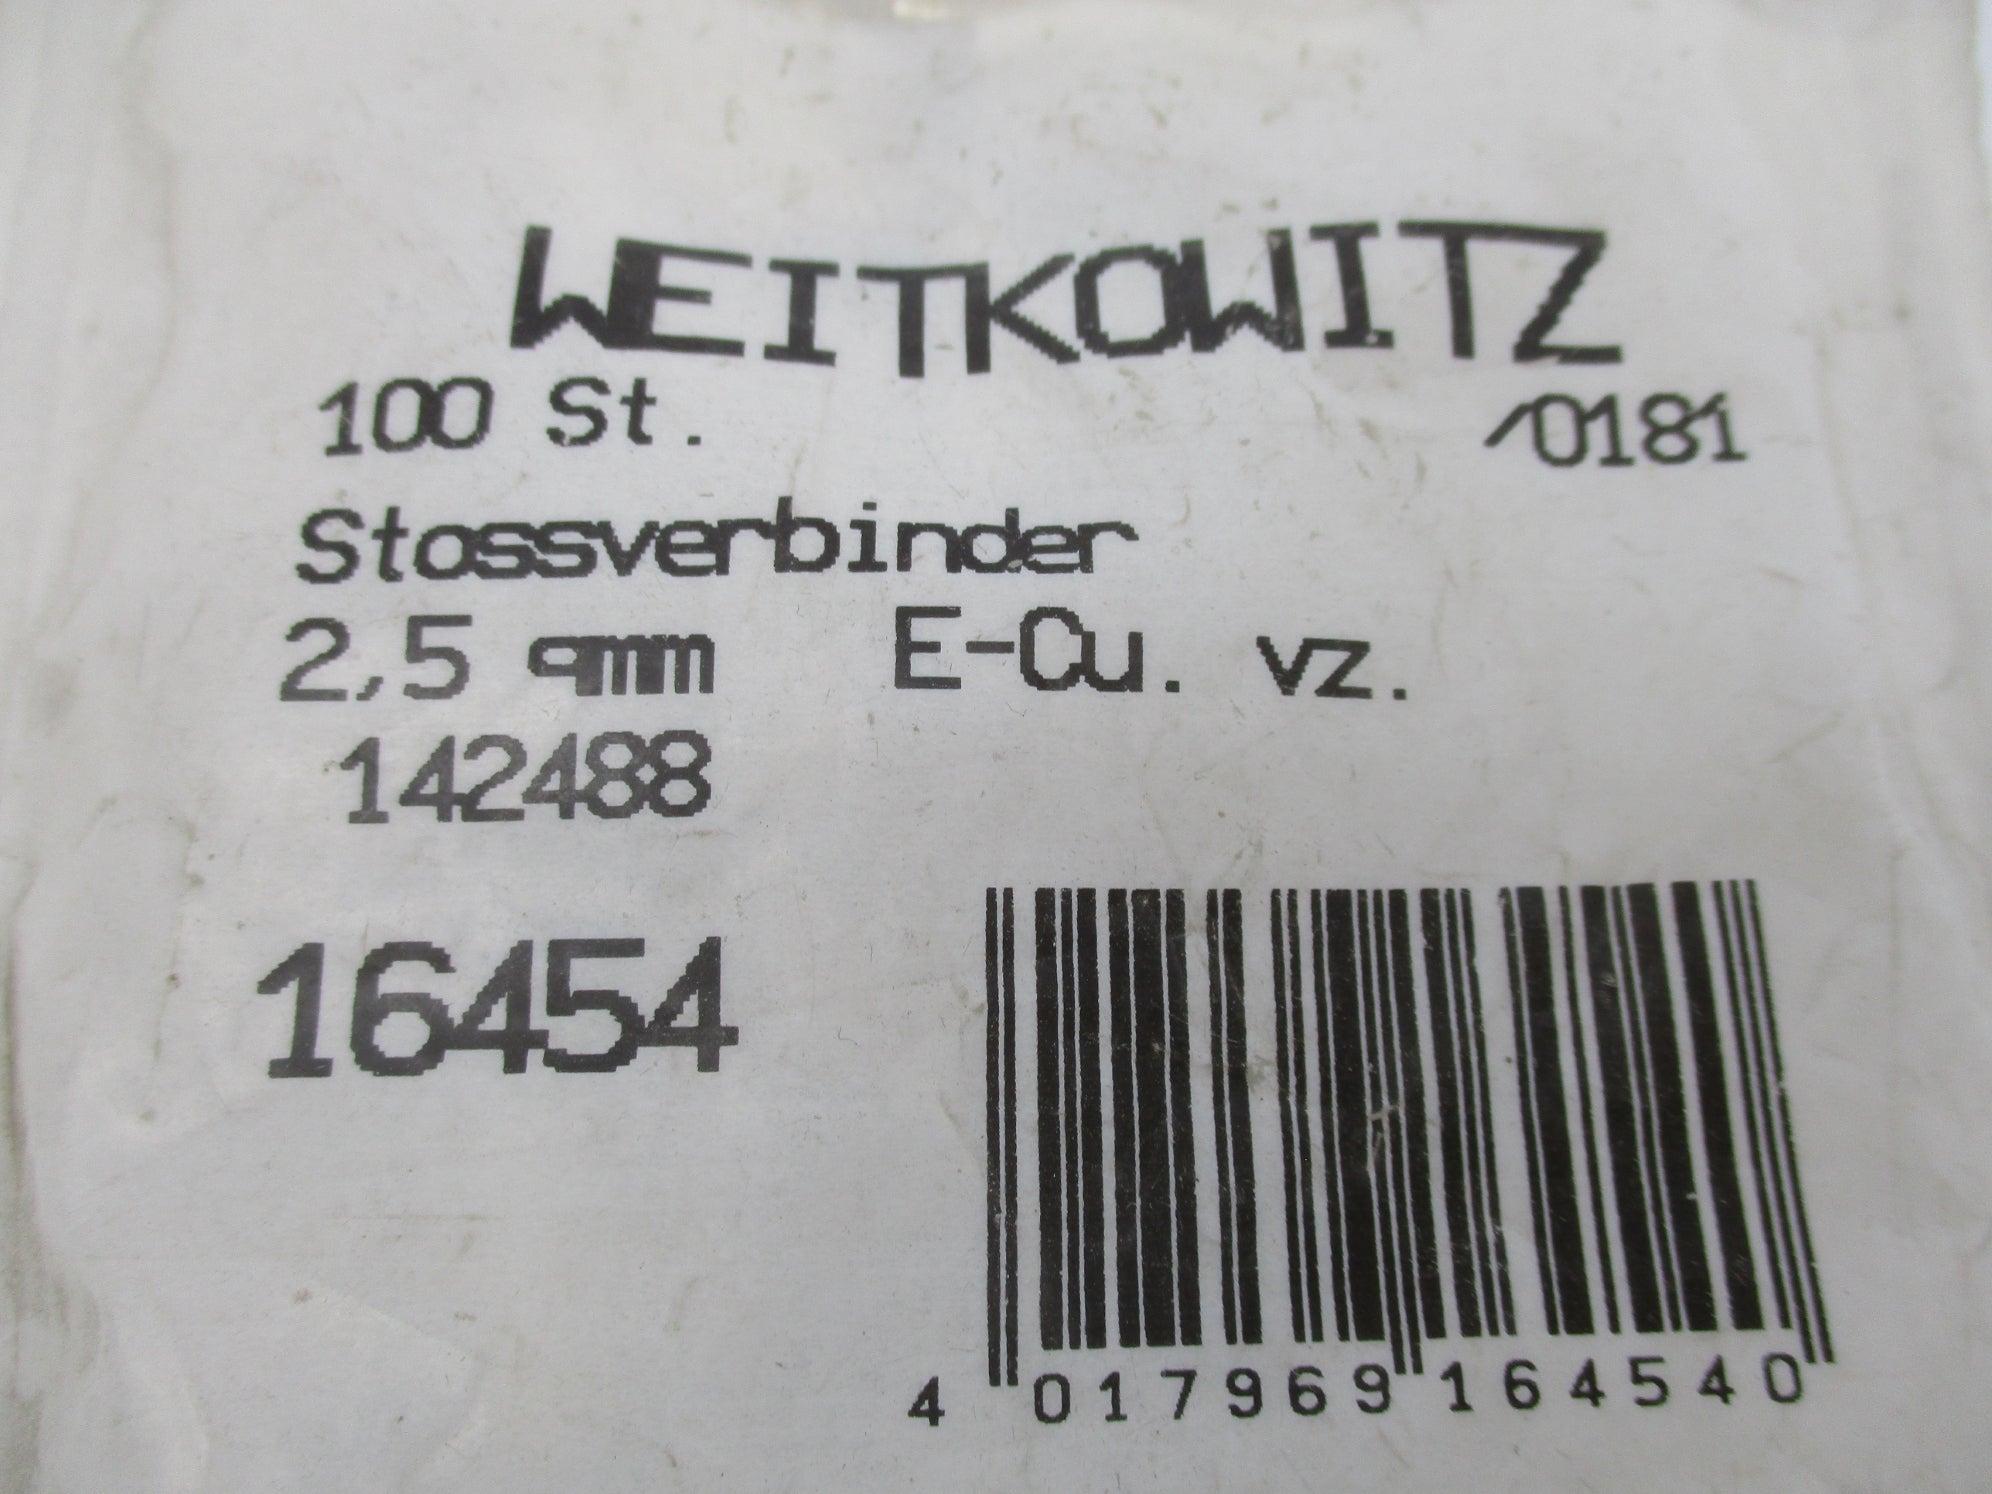 WEITKOWITZ
100 St. /0181
Stossverbinder
2,5 qmm E-Cu. vz.
142488
16454
4 017969 164540